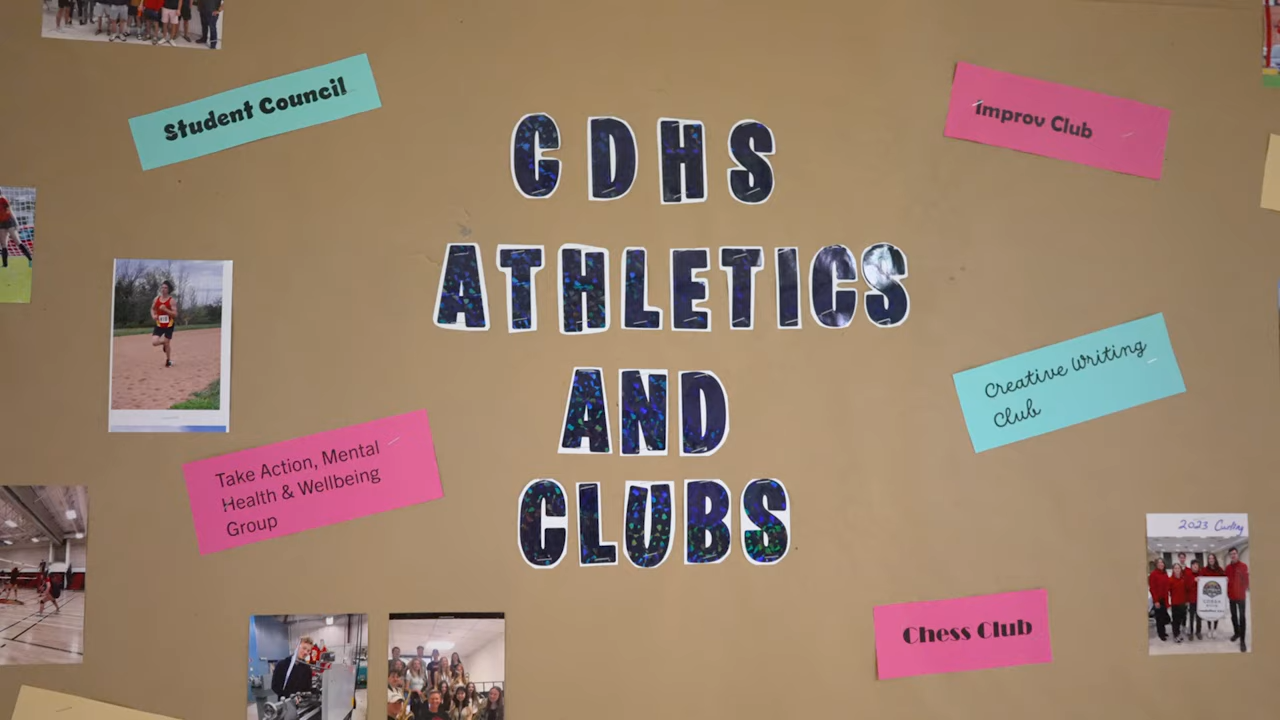 Student Council
Improv Club
CDHS
ATHLETICS
AND
CLUBS
Creative Writing
Club
Take Action, Mental
Health & Wellbeing
Group
2023 Curling
Chess Club